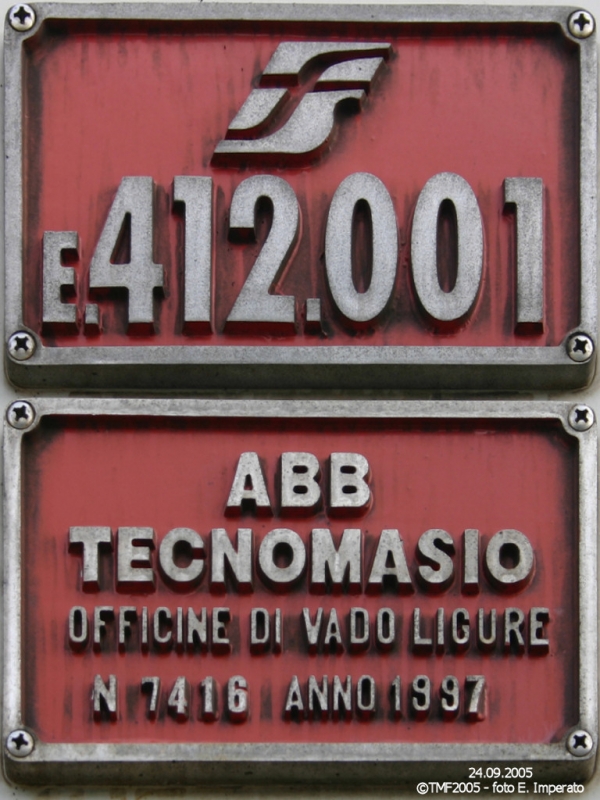 E.412.001
ABB
TECNOMASIO
OFFICINE DI VADO LIGURE
N 7416 ANNO 1997
24.09.2005
©TMF2005 - foto E. Imperato